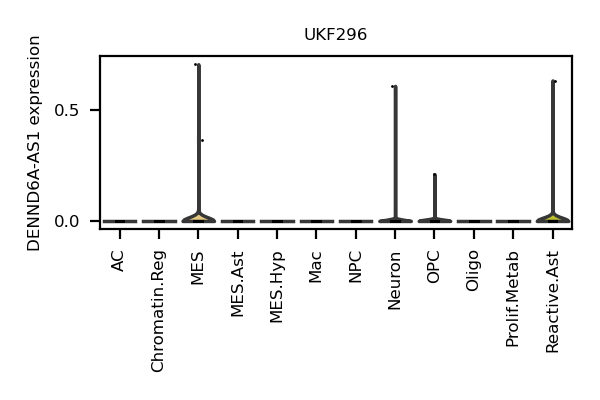 UKF296
DENND6A-AS1 expression
0.5
0.0
AC
Chromatin.Reg
MES
MES.Ast
MES.Hyp
Mac
NPC
Neuron
OPC
Oligo
Prolif.Metab
Reactive.Ast